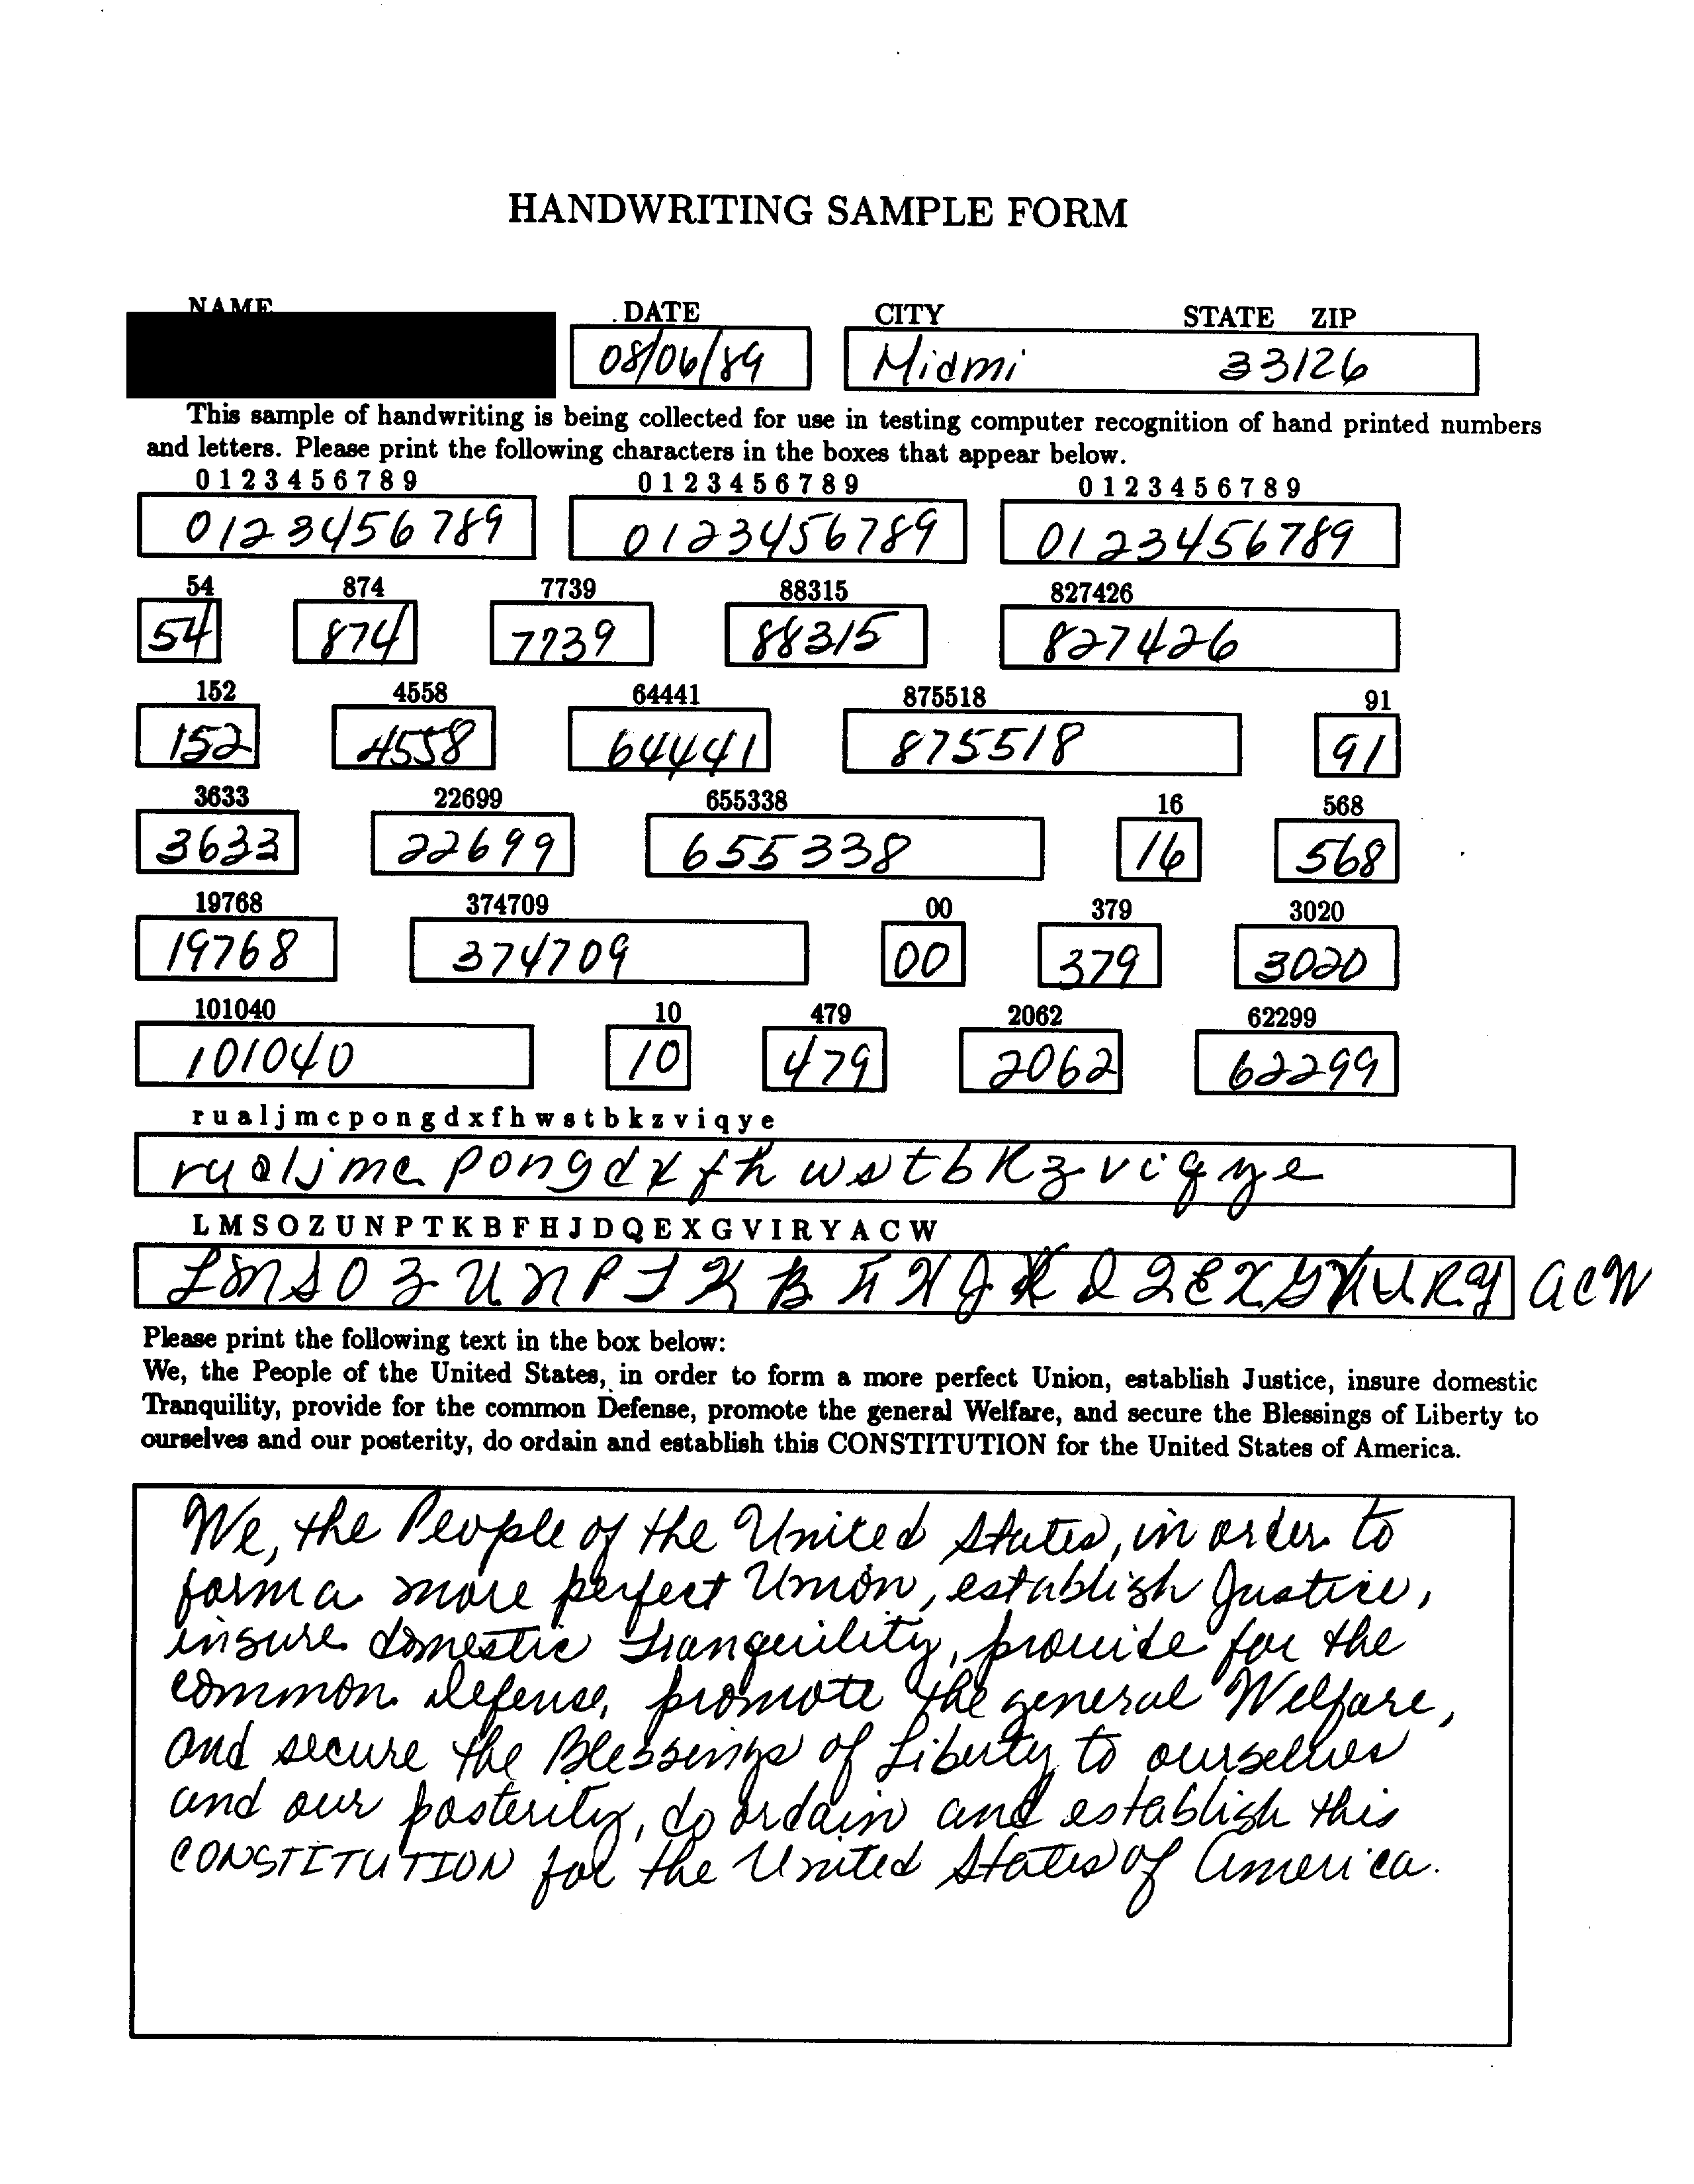 HANDWRITING SAMPLE FORM
NAME DATE CITY STATE ZIP
08/06/89 Miami 33126
This sample of handwriting is being collected for use in testing computer recognition of hand printed numbers
and letters. Please print the following characters in the boxes that appear below.
0 1 2 3 4 5 6 7 8 9 0 1 2 3 4 5 6 7 8 9 0 1 2 3 4 5 6 7 8 9
0123456789 0123456789 0123456789
54 874 7739 88315 827426
54 874 7739 88315 827426
152 4558 64441 875518 91
152 4558 64441 875518 91
3633 22699 655338 16 568
3633 22699 655338 16 568
19768 374709 00 379 3020
19768 374709 00 379 3020
101040 10 479 2062 62299
101040 10 479 2062 62299
r u a l j m c p o n g d x f h w s t b k z v i q y e
r u a l j m c p o n g d x f h w s t b k z v i q y e
L M S O Z U N P T K B F H J D Q E X G V I R Y A C W
L M S O Z U N P T K B F H J D Q E X G V I R Y A C W
Please print the following text in the box below:
We, the People of the United States, in order to form a more perfect Union, establish Justice, insure domestic
Tranquility, provide for the common Defense, promote the general Welfare, and secure the Blessings of Liberty to
ourselves and our posterity, do ordain and establish this CONSTITUTION for the United States of America.
We, the People of the United States, in order to
form a more perfect Union, establish Justice,
insure domestic Tranquility, provide for the
common Defense, promote the general Welfare,
and secure the Blessings of Liberty to ourselves
and our posterity, do ordain and establish this
CONSTITUTION for the United States of America.